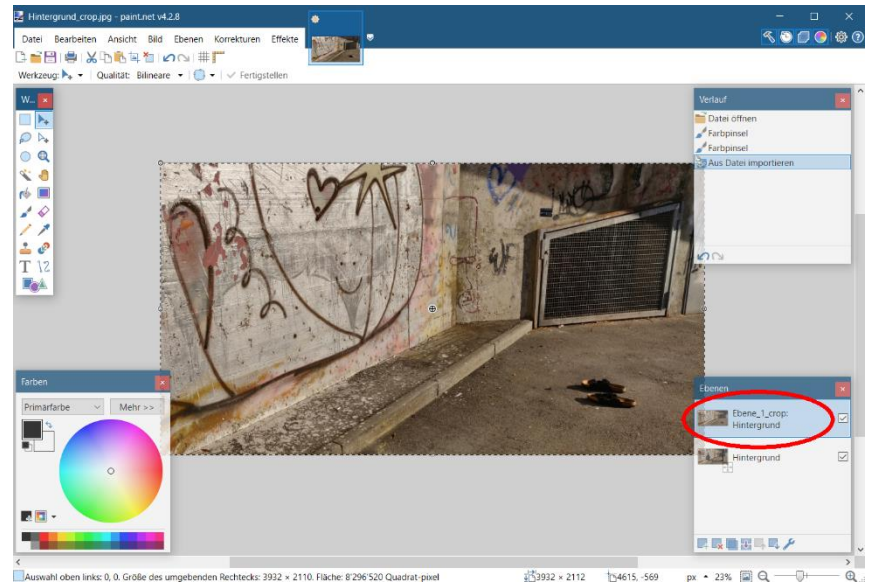 Hintergrund_crop.jpg - paint.net v4.2.8
Datei Bearbeiten Ansicht Bild Ebenen Korrekturen Effekte
Werkzeug: Qualität: Bilineare Fertigstellen
W...
Verlauf
Datei öffnen
Farbpinsel
Farbpinsel
Aus Datei importieren
Farben
Primärfarbe Mehr >>
Ebenen
Ebene_1_crop:
Hintergrund
Hintergrund
Auswahl oben links: 0, 0. Größe des umgebenden Rechtecks: 3932 × 2110. Fläche: 8'296'520 Quadrat-pixel 3932 × 2112 4615, -569 px 23%